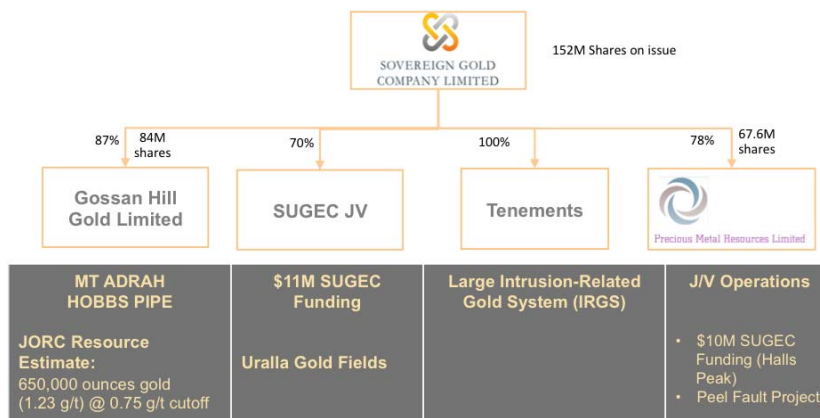 SOVEREIGN GOLD
COMPANY LIMITED
152M Shares on issue
87%
84M
shares
70%
100%
78%
67.6M
shares
Gossan Hill
Gold Limited
SUGEC JV
Tenements
Precious Metal Resources Limited
MT ADRAH
HOBBS PIPE
JORC Resource
Estimate:
650,000 ounces gold
(1.23 g/t) @ 0.75 g/t cutoff
$11M SUGEC
Funding
Uralla Gold Fields
Large Intrusion-Related
Gold System (IRGS)
J/V Operations
• $10M SUGEC
Funding (Halls
Peak)
• Peel Fault Project